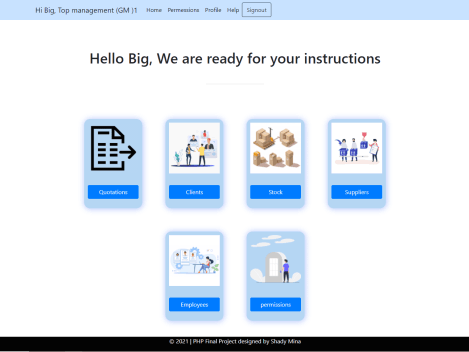 Hi Big, Top management (GM )1 Home Permessions Profile Help Signout
Hello Big, We are ready for your instructions
Quotations Clients Stock Suppliers
Employees permissions
© 2021 | PHP Final Project designed by Shady Mina